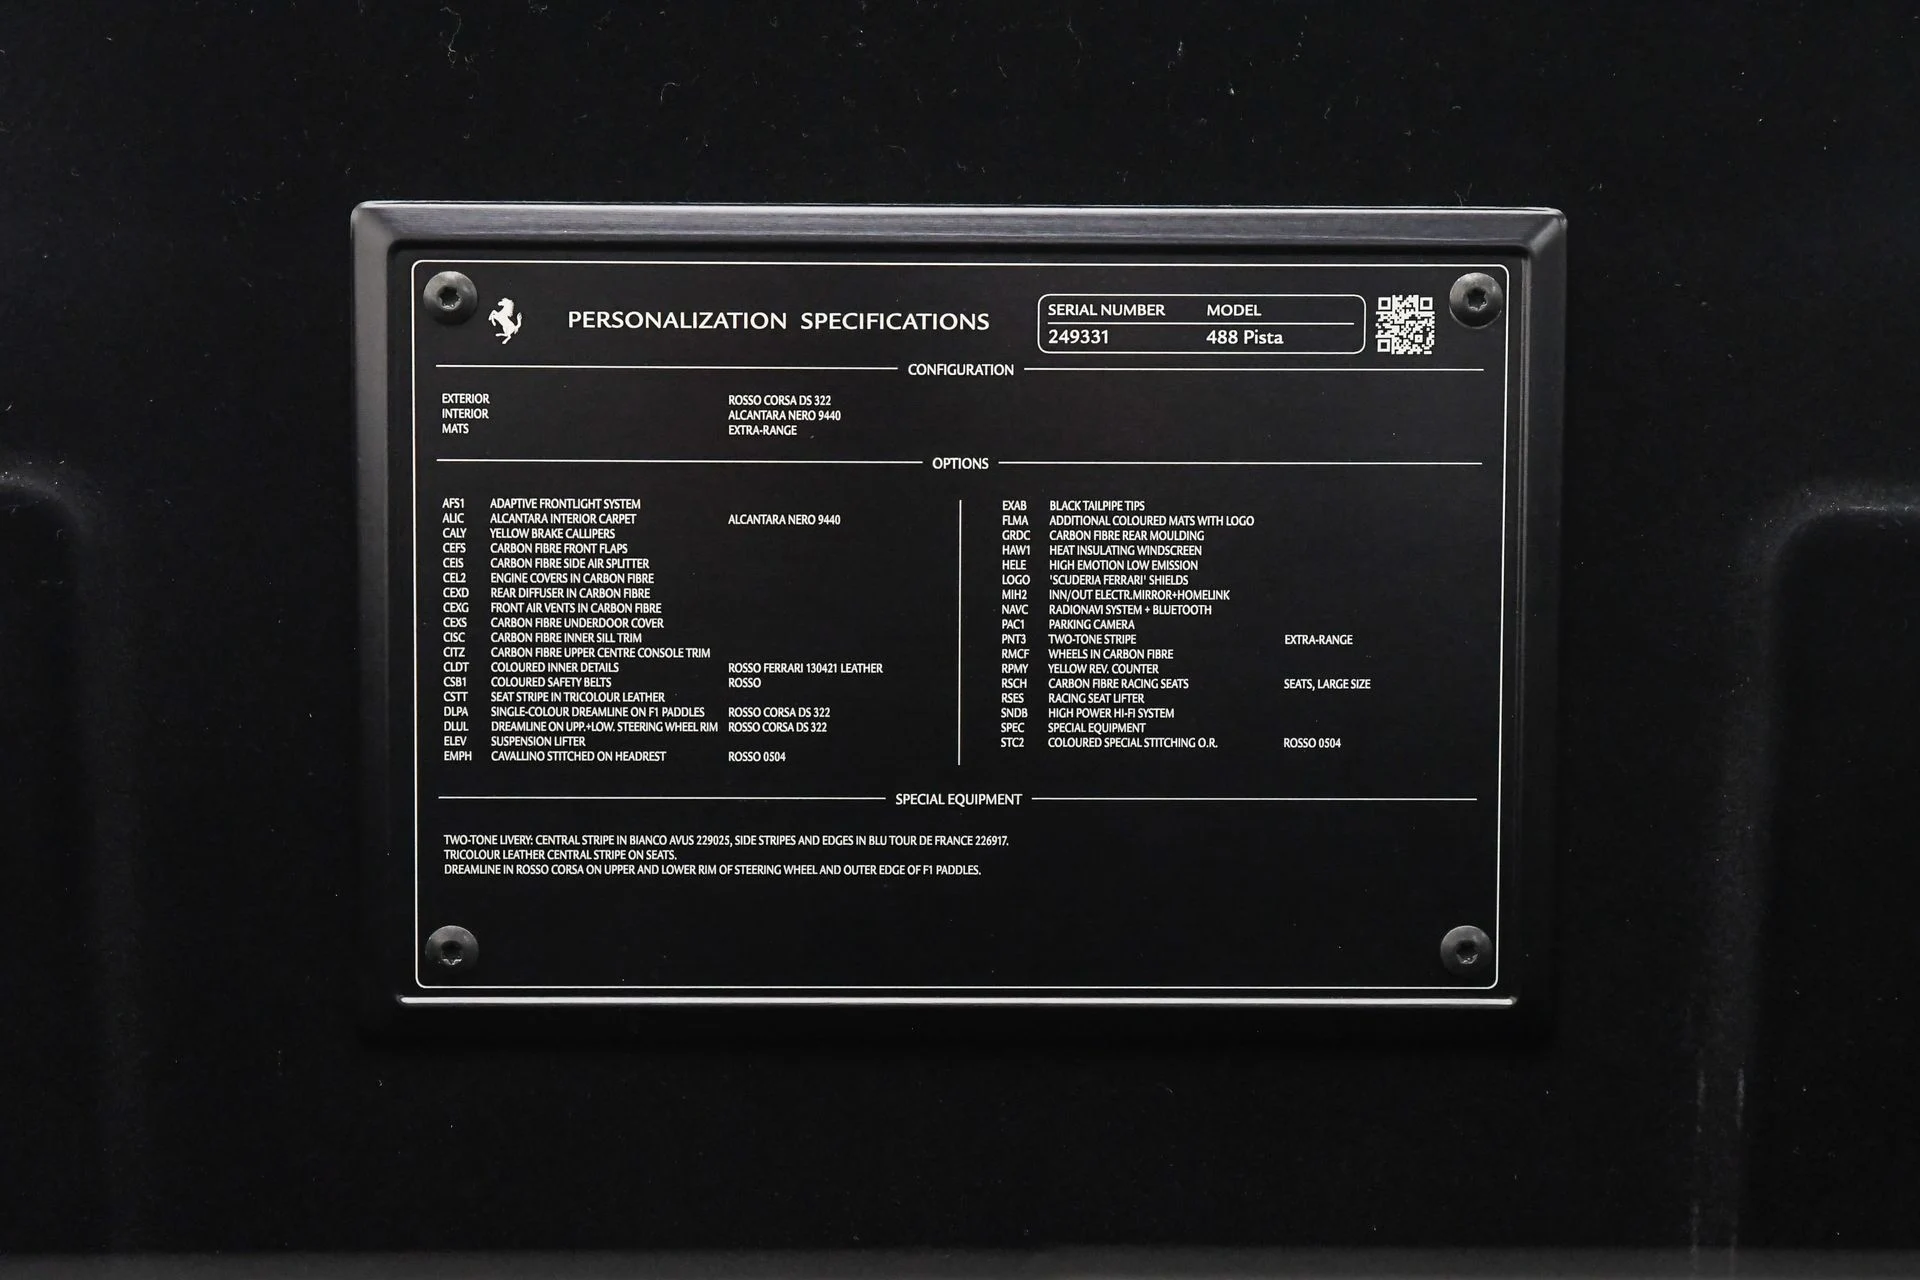 PERSONALIZATION SPECIFICATIONS
SERIAL NUMBER MODEL
249331 488 Pista
CONFIGURATION
EXTERIOR ROSSO CORSA DS 322
INTERIOR ALCANTARA NERO 9440
MATS EXTRA-RANGE
OPTIONS
AFS1 ADAPTIVE FRONTLIGHT SYSTEM
ALIC ALCANTARA INTERIOR CARPET ALCANTARA NERO 9440
CALY YELLOW BRAKE CALLIPERS
CEFS CARBON FIBRE FRONT FLAPS
CEIS CARBON FIBRE SIDE AIR SPLITTER
CEL2 ENGINE COVERS IN CARBON FIBRE
CEXD REAR DIFFUSER IN CARBON FIBRE
CEXG FRONT AIR VENTS IN CARBON FIBRE
CEXS CARBON FIBRE UNDERDOOR COVER
CISC CARBON FIBRE INNER SILL TRIM
CITZ CARBON FIBRE UPPER CENTRE CONSOLE TRIM
CLDT COLOURED INNER DETAILS ROSSO FERRARI 130421 LEATHER
CSB1 COLOURED SAFETY BELTS ROSSO
CSTT SEAT STRIPE IN TRICOLOUR LEATHER
DLPA SINGLE-COLOUR DREAMLINE ON F1 PADDLES ROSSO CORSA DS 322
DLUL DREAMLINE ON UPP.+LOW. STEERING WHEEL RIM ROSSO CORSA DS 322
ELEV SUSPENSION LIFTER
EMPH CAVALLINO STITCHED ON HEADREST ROSSO 0504
EXAB BLACK TAILPIPE TIPS
FLMA ADDITIONAL COLOURED MATS WITH LOGO
GRDC CARBON FIBRE REAR MOULDING
HAW1 HEAT INSULATING WINDSCREEN
HELE HIGH EMOTION LOW EMISSION
LOGO 'SCUDERIA FERRARI' SHIELDS
MIH2 INN/OUT ELECTR.MIRROR+HOMELINK
NAVC RADIONAVI SYSTEM + BLUETOOTH
PAC1 PARKING CAMERA
PNT3 TWO-TONE STRIPE EXTRA-RANGE
RMCF WHEELS IN CARBON FIBRE
RPMY YELLOW REV. COUNTER
RSCH CARBON FIBRE RACING SEATS SEATS, LARGE SIZE
RSES RACING SEAT LIFTER
SNDB HIGH POWER HI-FI SYSTEM
SPEC SPECIAL EQUIPMENT
STC2 COLOURED SPECIAL STITCHING O.R. ROSSO 0504
SPECIAL EQUIPMENT
TWO-TONE LIVERY: CENTRAL STRIPE IN BIANCO AVUS 229025, SIDE STRIPES AND EDGES IN BLU TOUR DE FRANCE 226917.
TRICOLOUR LEATHER CENTRAL STRIPE ON SEATS.
DREAMLINE IN ROSSO CORSA ON UPPER AND LOWER RIM OF STEERING WHEEL AND OUTER EDGE OF F1 PADDLES.